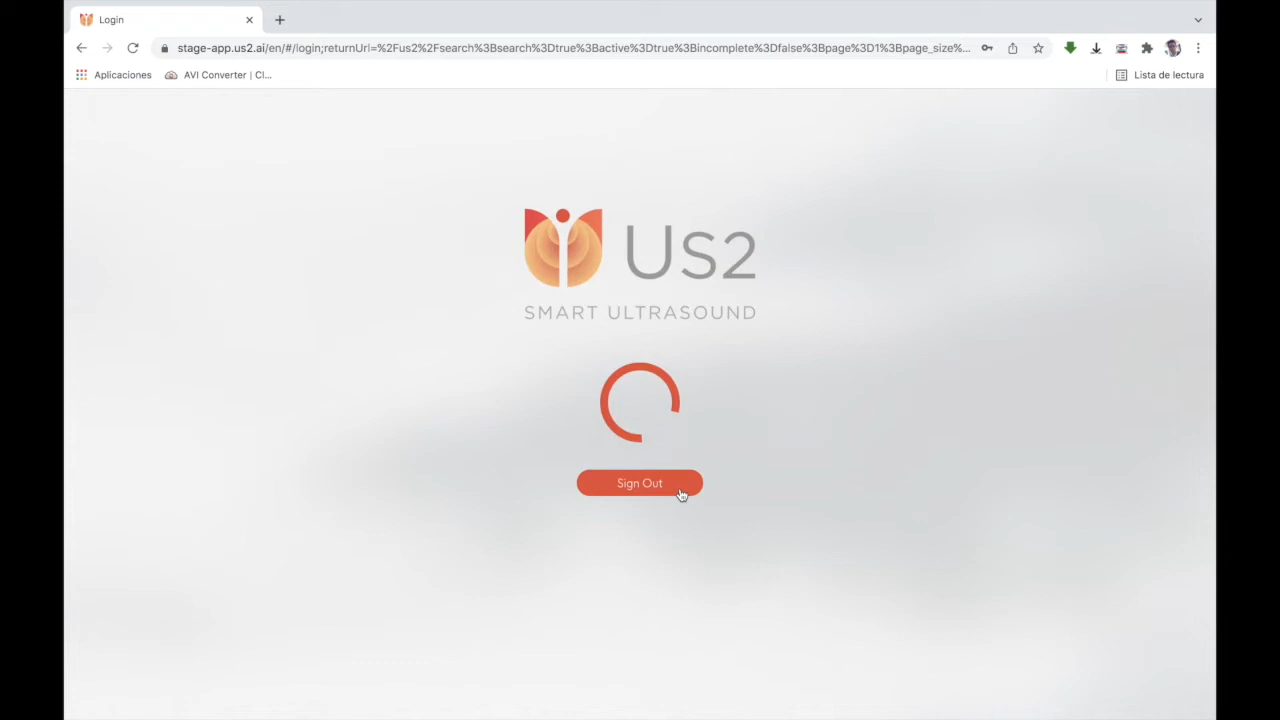 Login
stage-app.us2.ai/en/#/login;returnUrl=%2Fus2%2Fsearch%3Bsearch%3Dtrue%3Bactive%3Dtrue%3Bincomplete%3Dfalse%3Bpage%3D1%3Bpage_size%...
Aplicaciones AVI Converter | Cl... Lista de lectura
US2
SMART ULTRASOUND
Sign Out